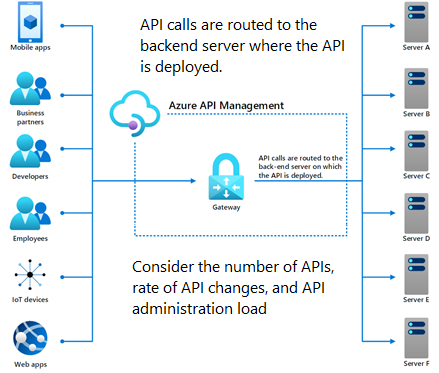 API calls are routed to the
backend server where the API
is deployed.
Mobile apps
Server A
Azure API Management
Business
partners
Server B
API calls are routed to the
back-end server on which
the API is deployed.
Developers
Server C
Gateway
Employees
Server D
Consider the number of APIs,
rate of API changes, and API
administration load
IoT devices
Server E
Web apps
Server F